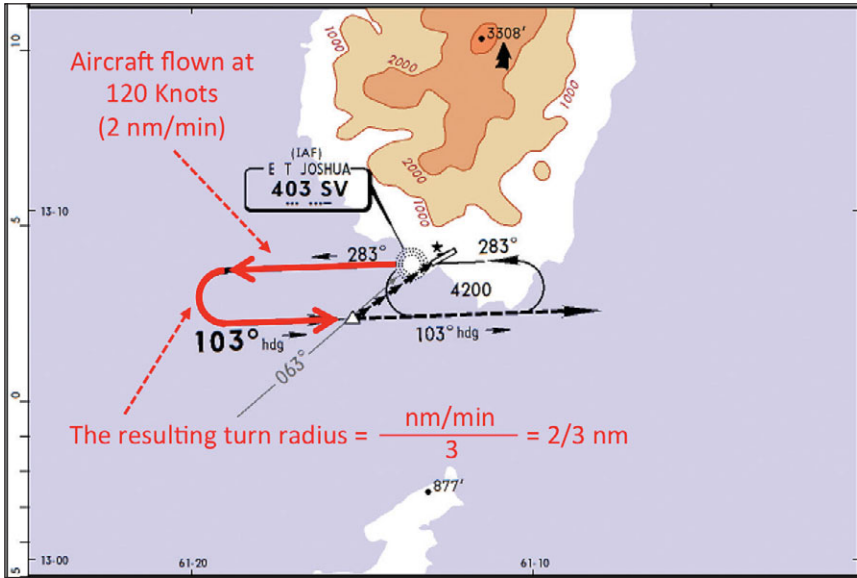 10
3308'
1000
2000
1000
Aircraft flown at
120 Knots
(2 nm/min)
(IAF)
E T JOSHUA
403 SV
2000
1000
5
13-10
283°
283°
4200
103° hdg
103° hdg
063°
0
The resulting turn radius = nm/min
3
= 2/3 nm
877'
13-00
5
61-20
61-10